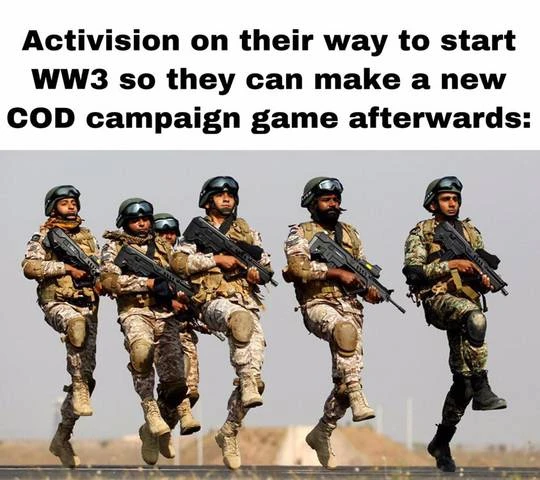 Activision on their way to start
WW3 so they can make a new
COD campaign game afterwards: